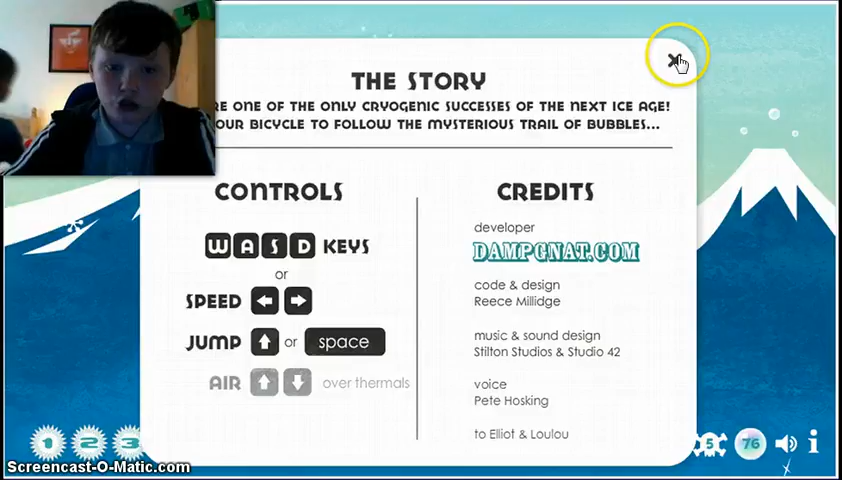 THE STORY
RE ONE OF THE ONLY CRYOGENIC SUCCESSES OF THE NEXT ICE AGE!
OUR BICYCLE TO FOLLOW THE MYSTERIOUS TRAIL OF BUBBLES...
CONTROLS
W A S D KEYS
or
SPEED
JUMP or space
AIR over thermals
CREDITS
developer
DAMPGNAT.COM
code & design
Reece Millidge
music & sound design
Stilton Studios & Studio 42
voice
Pete Hosking
to Elliot & Loulou
1 2 3
5 76 i
Screencast-O-Matic.com